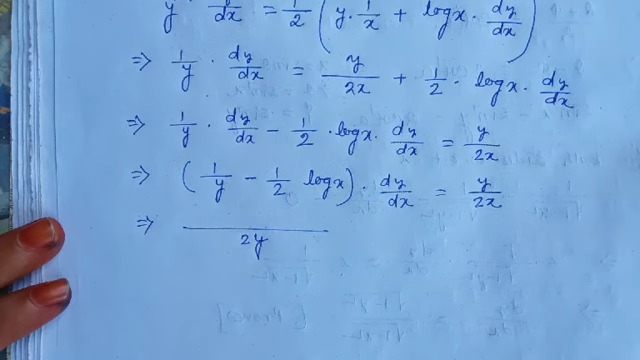 y dy/dx = 1/2 ( y · 1/x + log x · dy/dx )
⇒ 1/y · dy/dx = y/2x + 1/2 · log x · dy/dx
⇒ 1/y · dy/dx - 1/2 · log x · dy/dx = y/2x
⇒ ( 1/y - 1/2 log x ) · dy/dx = y/2x
⇒ /2y